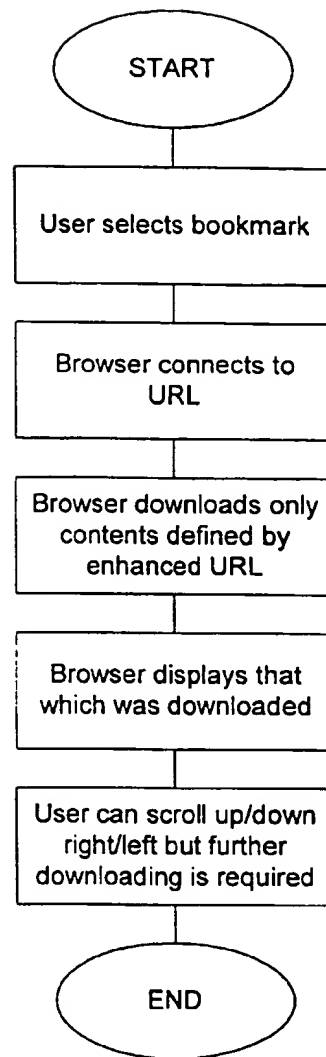 START
User selects bookmark
Browser connects to
URL
Browser downloads only
contents defined by
enhanced URL
Browser displays that
which was downloaded
User can scroll up/down
right/left but further
downloading is required
END